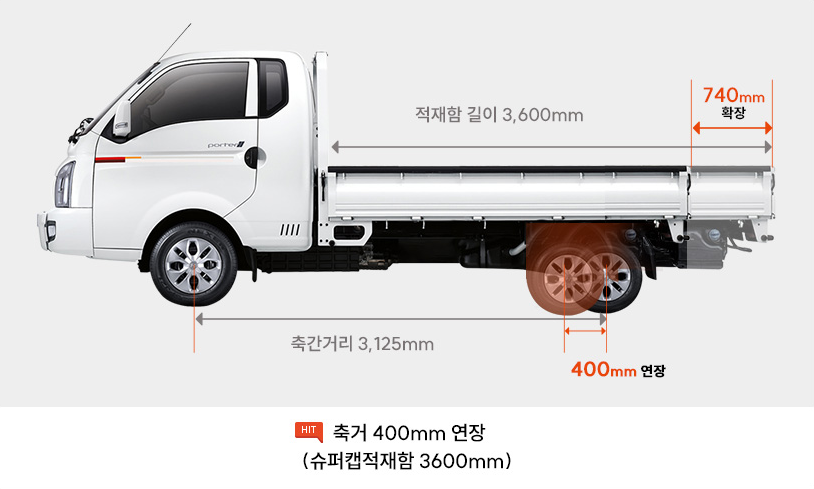 740mm
확장
적재함 길이 3,600mm
porter II
축간거리 3,125mm
400mm 연장
HIT 축거 400mm 연장
(슈퍼캡적재함 3600mm)